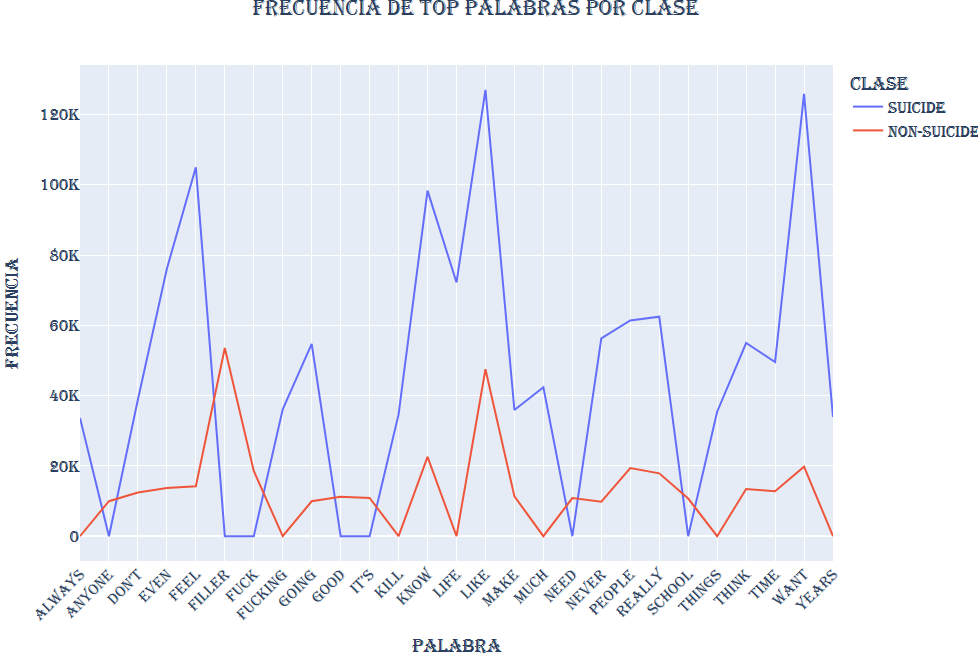 FRECUENCIA DE TOP PALABRAS POR CLASE
CLASE
SUICIDE
NON-SUICIDE
120K
100K
80K
60K
40K
20K
0
FRECUENCIA
ALWAYS
ANYONE
DON'T
EVEN
FEEL
FILLER
FUCK
FUCKING
GOING
GOOD
IT'S
KILL
KNOW
LIFE
LIKE
MAKE
MUCH
NEED
NEVER
PEOPLE
REALLY
SCHOOL
THINGS
THINK
TIME
WANT
YEARS
PALABRA